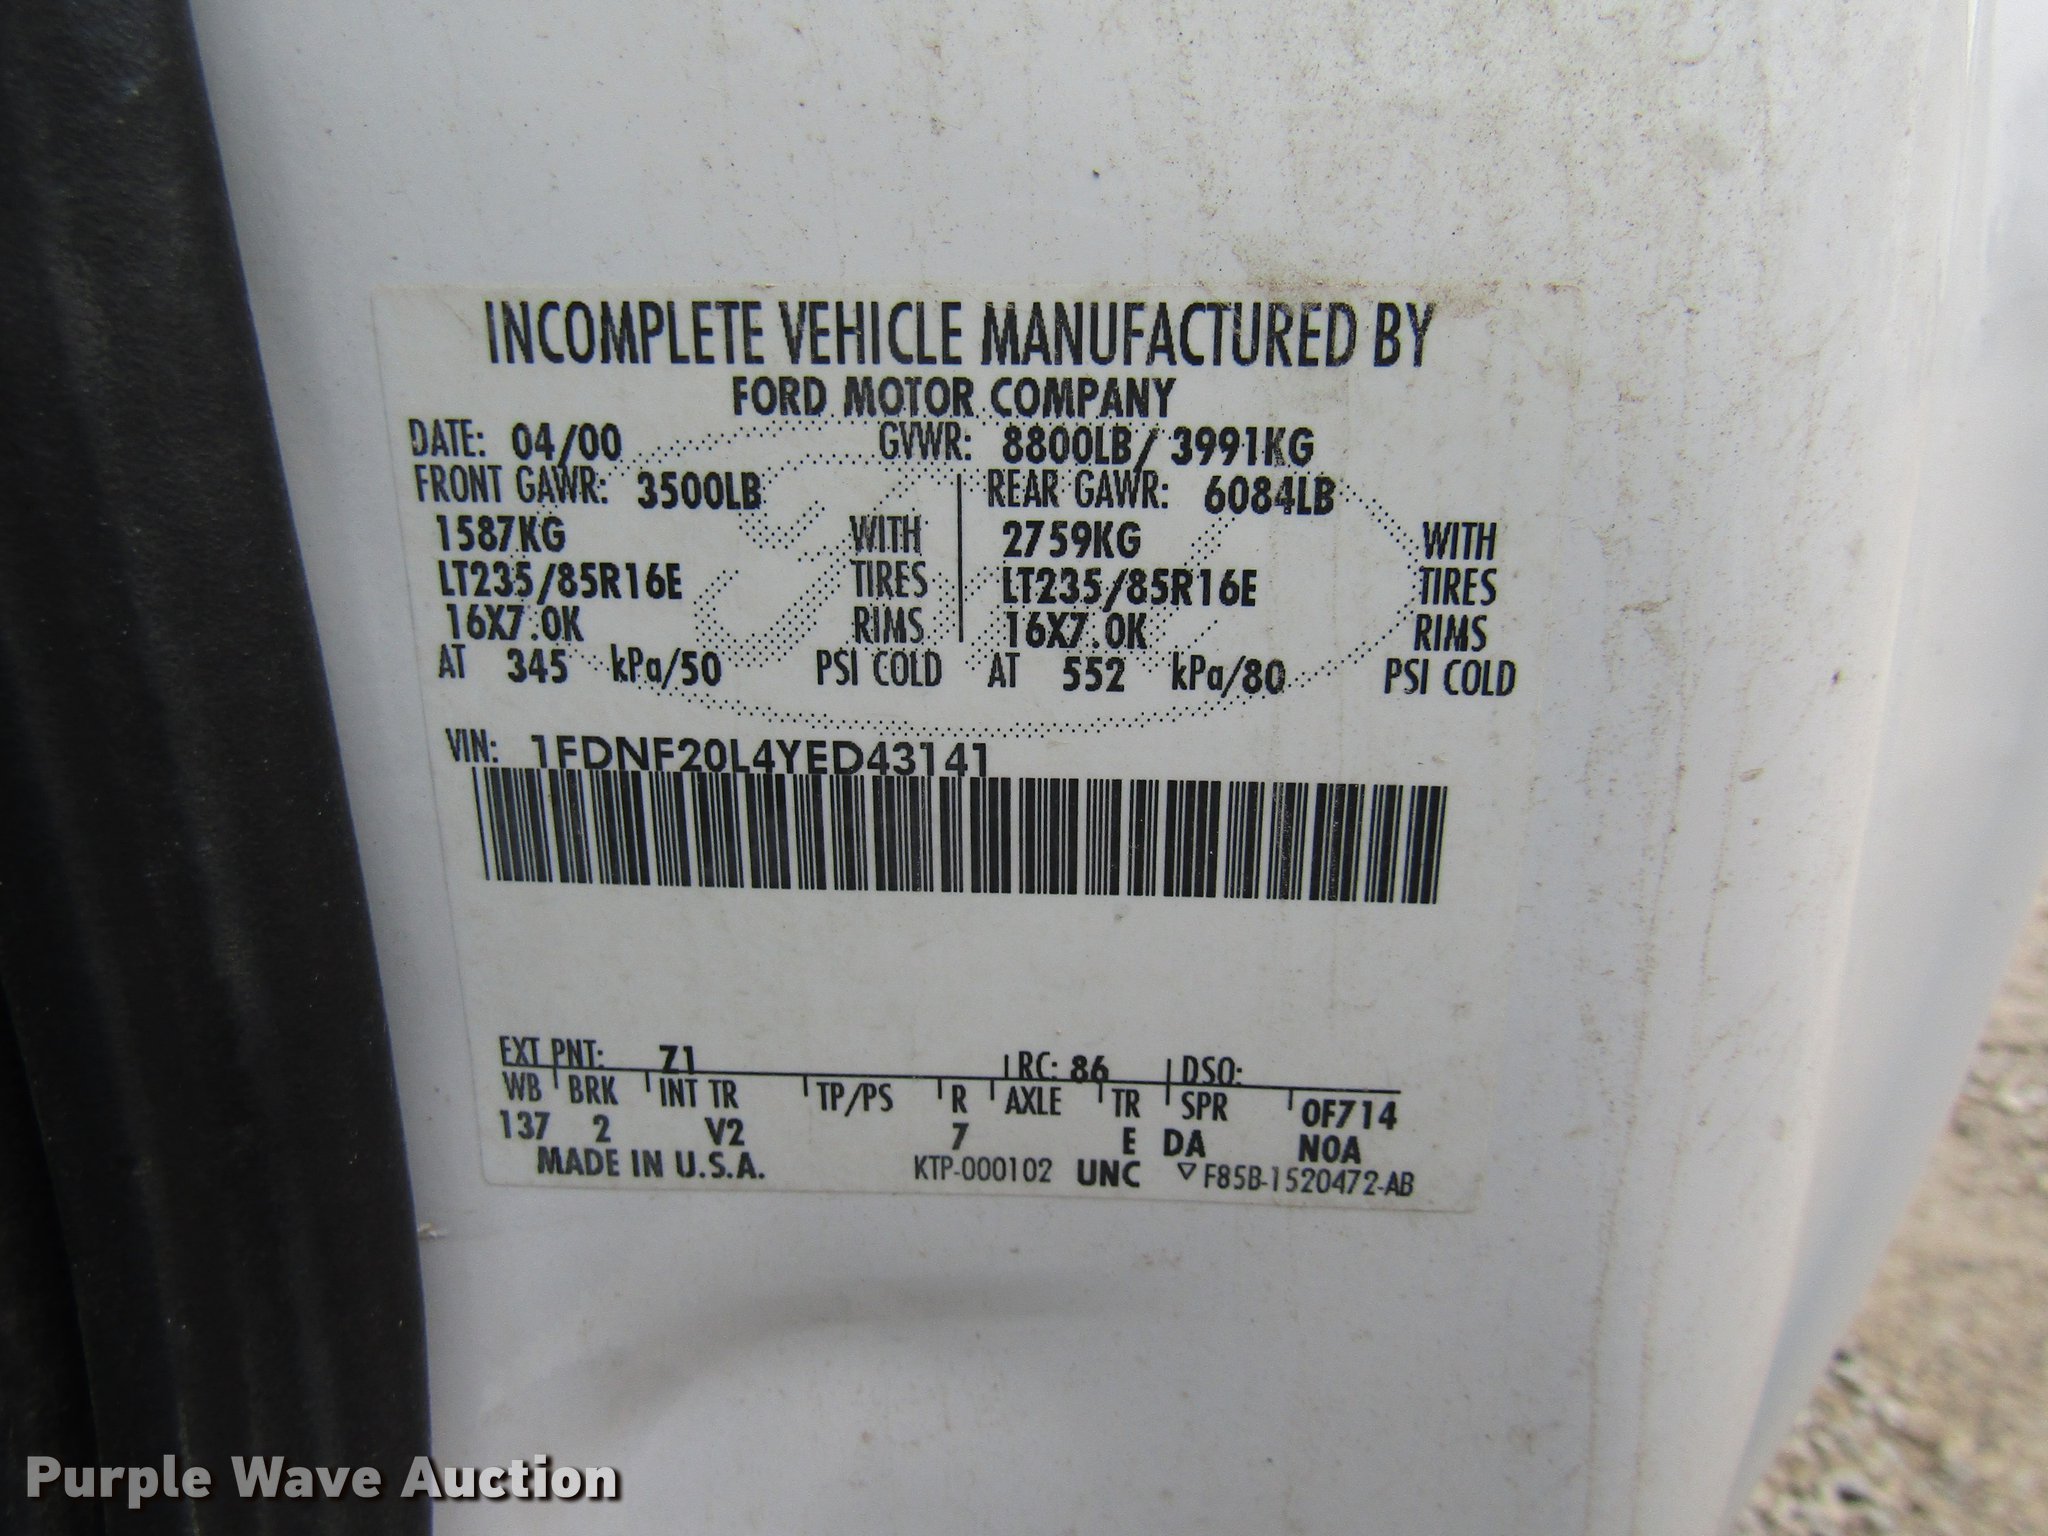 INCOMPLETE VEHICLE MANUFACTURED BY
FORD MOTOR COMPANY
DATE: 04/00 GVWR: 8800LB/ 3991KG
FRONT GAWR: 3500LB REAR GAWR: 6084LB
1587KG WITH 2759KG WITH
LT235/85R16E TIRES LT235/85R16E TIRES
16X7.0K RIMS 16X7.0K RIMS
AT 345 kPa/50 PSI COLD AT 552 kPa/80 PSI COLD
VIN: 1FDNF20L4YED43141
EXT PNT: Z1 RC: 86 DSO:
WB BRK INT TR TP/PS R AXLE TR SPR 0F714
137 2 V2 7 E DA N0A
MADE IN U.S.A. KTP-000102 UNC F85B-1520472-AB
Purple Wave Auction